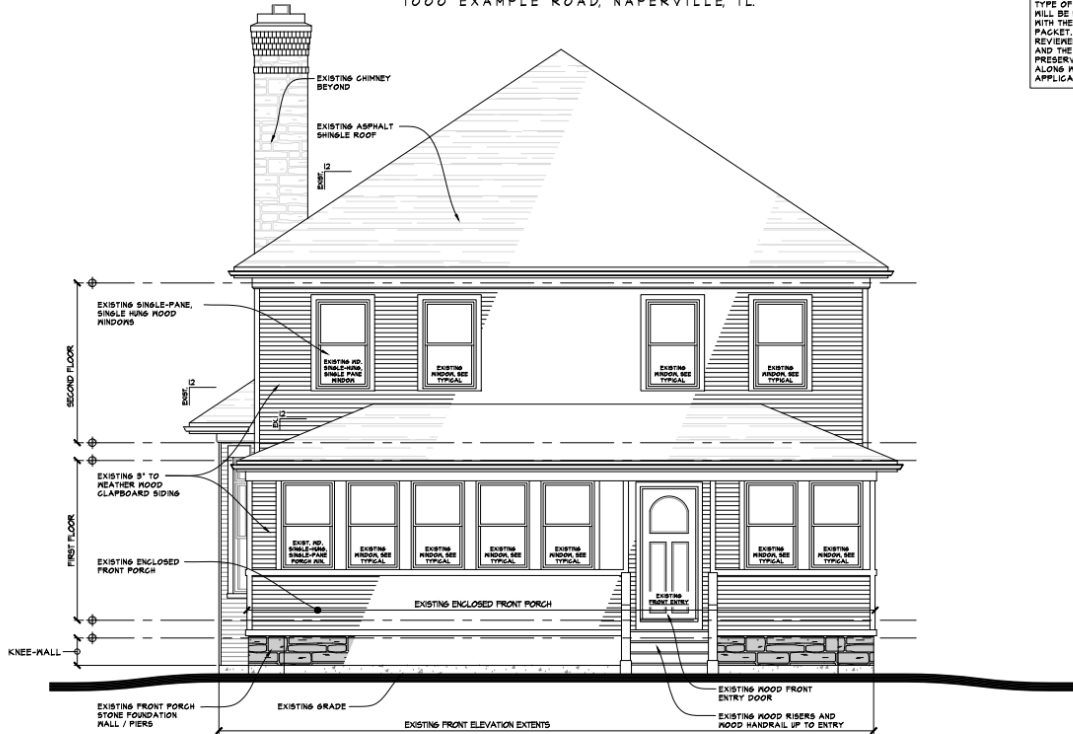 1000 EXAMPLE ROAD, NAPERVILLE, IL.
TYPE OF
WILL BE
WITH THE
PACKET.
REVIEWE
AND THE
PRESERV
ALONG W
APPLICA
EXISTING CHIMNEY
BEYOND
EXISTING ASPHALT
SHINGLE ROOF
12
EXIST.
EXISTING SINGLE-PANE,
SINGLE HUNG WOOD
WINDOWS
SECOND FLOOR
EXISTING WD.
SINGLE-HUNG,
SINGLE PANE
WINDOW
EXISTING
WINDOW, SEE
TYPICAL
EXISTING
WINDOW, SEE
TYPICAL
EXISTING
WINDOW, SEE
TYPICAL
12
EXIST.
12
EX.
EXISTING 3" TO
WEATHER WOOD
CLAPBOARD SIDING
FIRST FLOOR
EXIST. WD.
SINGLE-HUNG,
SINGLE-PANE
PORCH WIN.
EXISTING
WINDOW, SEE
TYPICAL
EXISTING
WINDOW, SEE
TYPICAL
EXISTING
WINDOW, SEE
TYPICAL
EXISTING
WINDOW, SEE
TYPICAL
EXISTING
WINDOW, SEE
TYPICAL
EXISTING
WINDOW, SEE
TYPICAL
EXISTING ENCLOSED
FRONT PORCH
EXISTING ENCLOSED FRONT PORCH
EXISTING
FRONT ENTRY
KNEE-WALL
EXISTING FRONT PORCH
STONE FOUNDATION
WALL / PIERS
EXISTING GRADE
EXISTING WOOD FRONT
ENTRY DOOR
EXISTING WOOD RISERS AND
WOOD HANDRAIL UP TO ENTRY
EXISTING FRONT ELEVATION EXTENTS